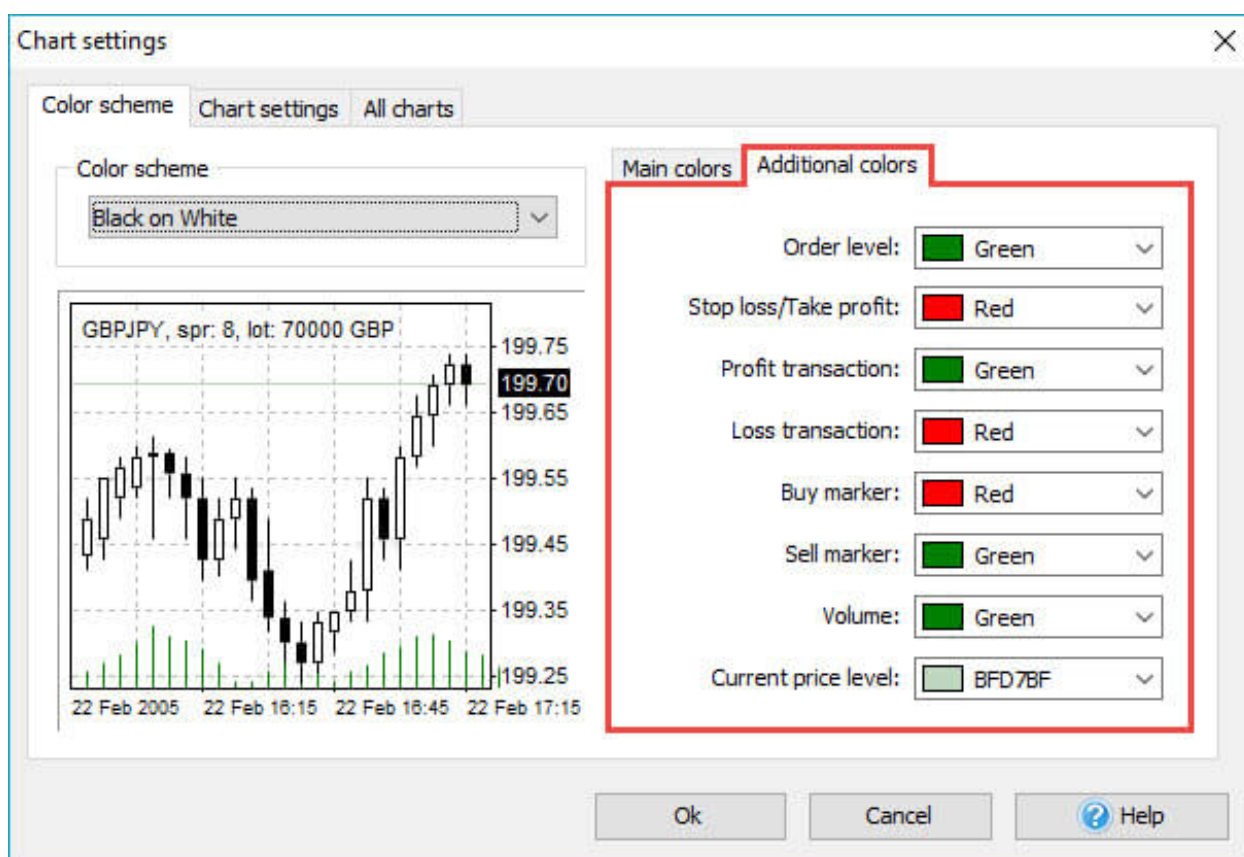 Chart settings
Color scheme
Chart settings
All charts
Color scheme
Black on White
GBPJPY, spr: 8, lot: 70000 GBP
199.75
199.70
199.65
199.55
199.45
199.35
199.25
22 Feb 2005 22 Feb 16:15 22 Feb 16:45 22 Feb 17:15
Main colors
Additional colors
Order level: Green
Stop loss/Take profit: Red
Profit transaction: Green
Loss transaction: Red
Buy marker: Red
Sell marker: Green
Volume: Green
Current price level: BFD7BF
Ok
Cancel
? Help